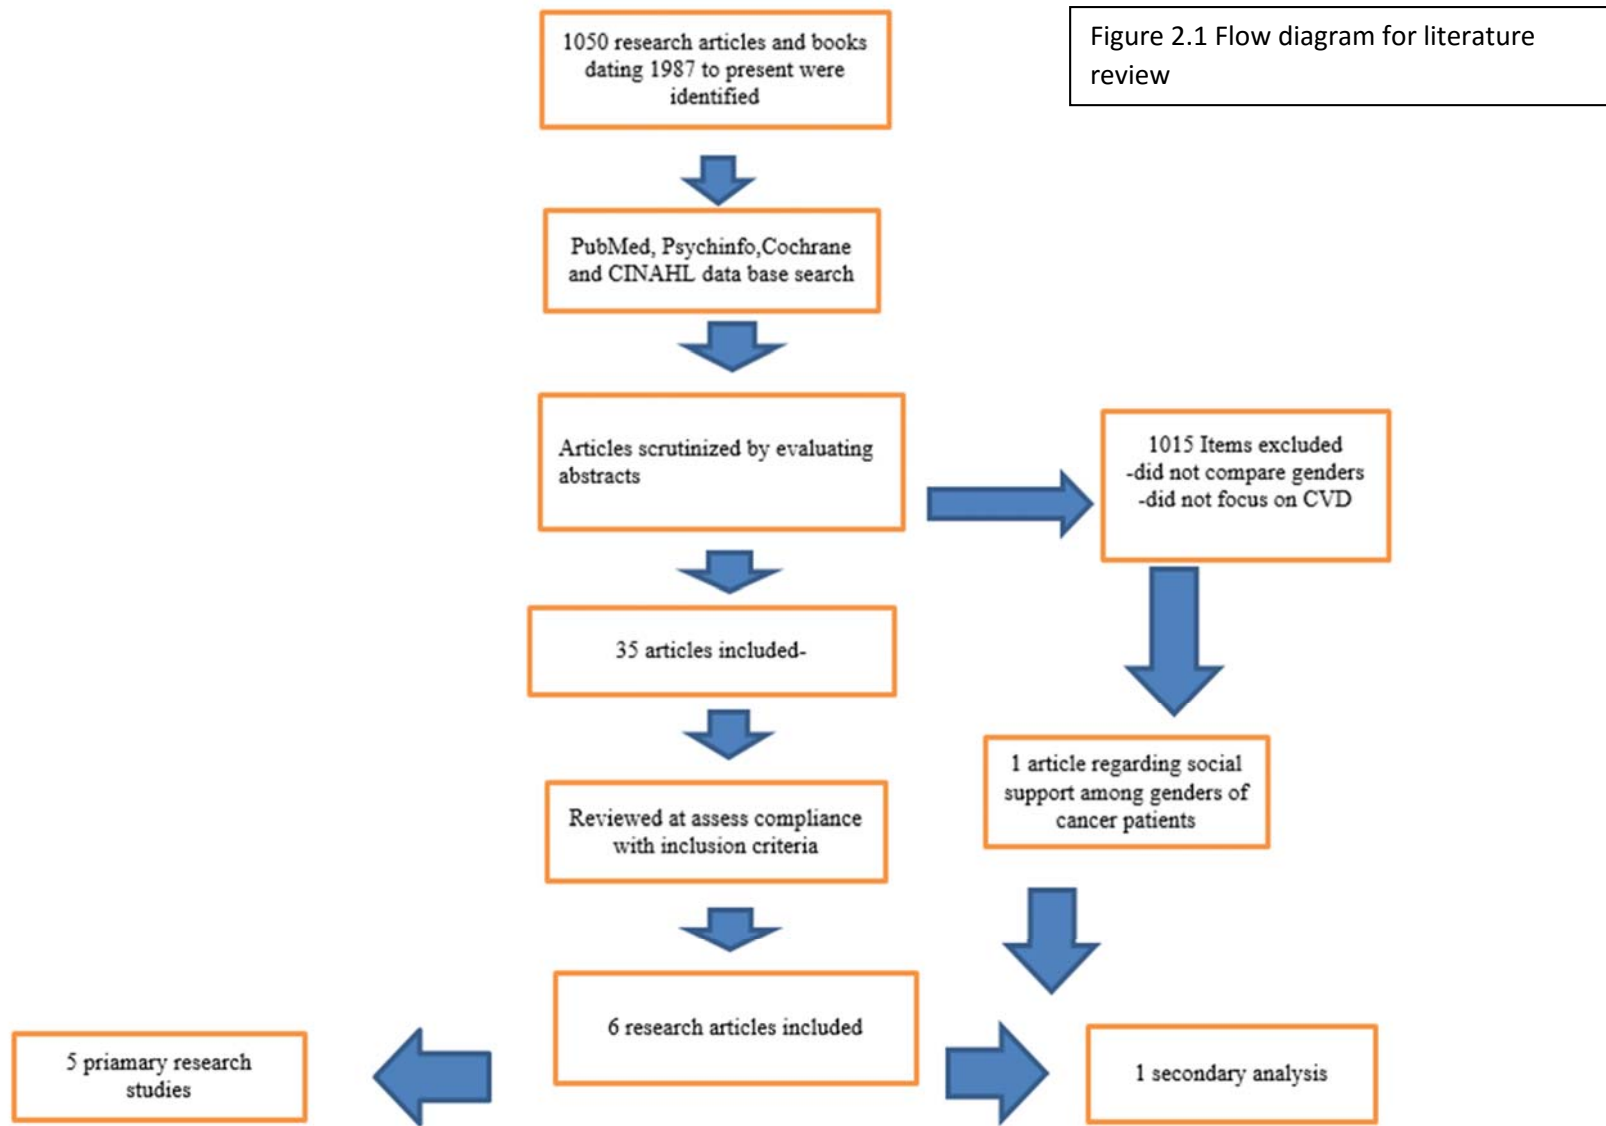 Figure 2.1 Flow diagram for literature
review
1050 research articles and books
dating 1987 to present were
identified
PubMed, Psychinfo,Cochrane
and CINAHL data base search
Articles scrutinized by evaluating
abstracts
1015 Items excluded
-did not compare genders
-did not focus on CVD
35 articles included-
1 article regarding social
support among genders of
cancer patients
Reviewed at assess compliance
with inclusion criteria
6 research articles included
5 priamary research
studies
1 secondary analysis